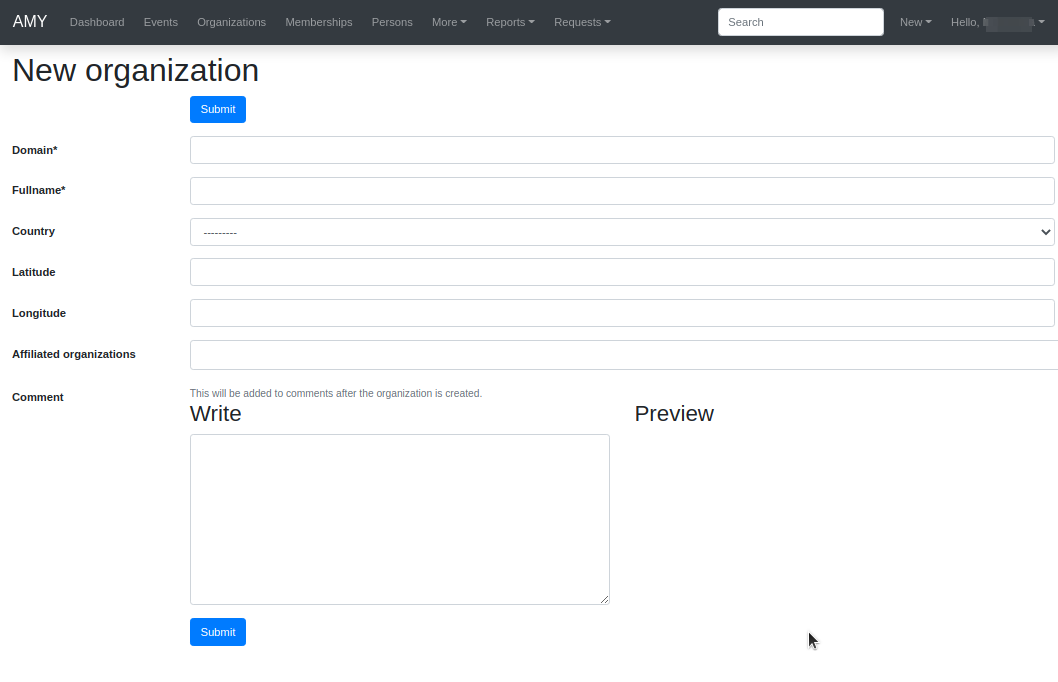 AMY Dashboard Events Organizations Memberships Persons More Reports Requests Search New Hello,
New organization
Submit
Domain*
Fullname*
Country ---------
Latitude
Longitude
Affiliated organizations
Comment This will be added to comments after the organization is created.
Write Preview
Submit